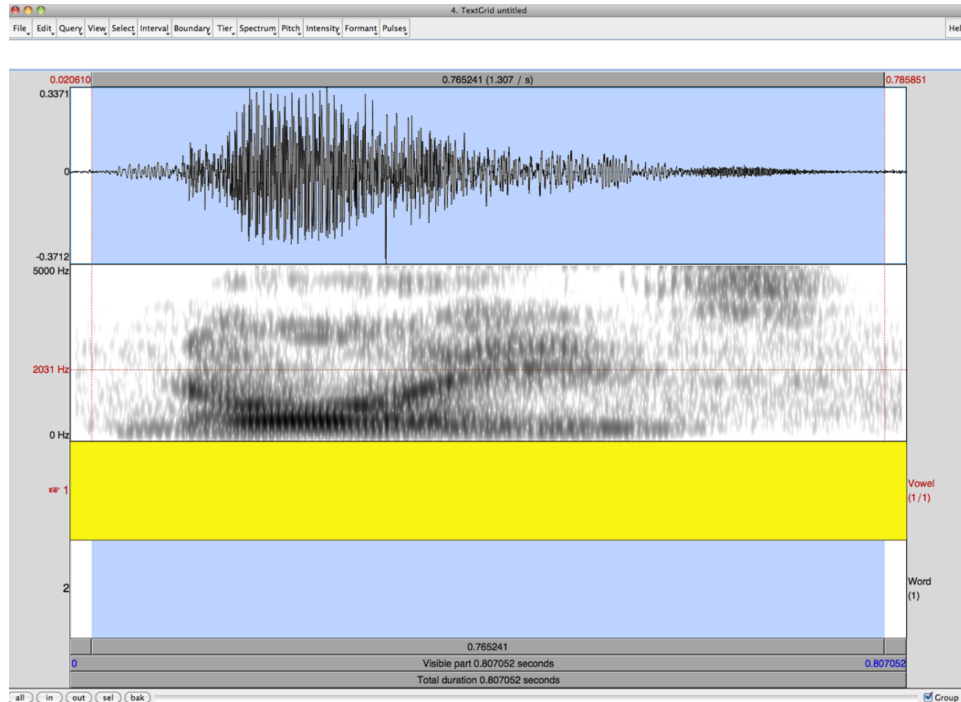 4. TextGrid untitled
File Edit Query View Select Interval Boundary Tier Spectrum Pitch Intensity Formant Pulses Hel
0.020610 0.765241 (1.307 / s) 0.785851
0.3371
0
-0.3712
5000 Hz
2031 Hz
0 Hz
1 Vowel
(1/1)
2 Word
(1)
0.765241
0 Visible part 0.807052 seconds 0.807052
Total duration 0.807052 seconds
all in out sel bak Group